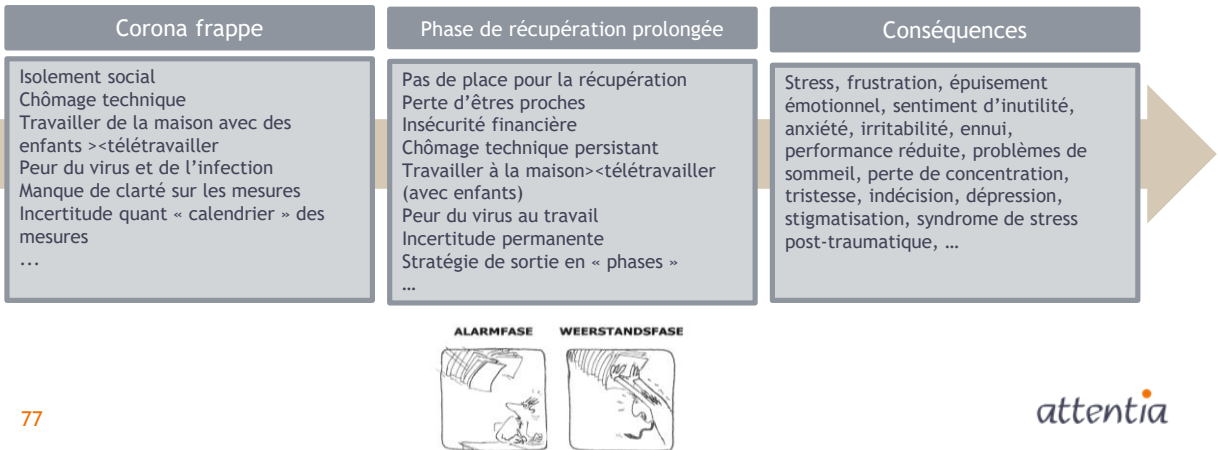 Corona frappe
Isolement social
Chômage technique
Travailler de la maison avec des
enfants ><télétravailler
Peur du virus et de l'infection
Manque de clarté sur les mesures
Incertitude quant « calendrier » des
mesures
...
Phase de récupération prolongée
Pas de place pour la récupération
Perte d'êtres proches
Insécurité financière
Chômage technique persistant
Travailler à la maison><télétravailler
(avec enfants)
Peur du virus au travail
Incertitude permanente
Stratégie de sortie en « phases »
…
Conséquences
Stress, frustration, épuisement
émotionnel, sentiment d'inutilité,
anxiété, irritabilité, ennui,
performance réduite, problèmes de
sommeil, perte de concentration,
tristesse, indécision, dépression,
stigmatisation, syndrome de stress
post-traumatique, …
ALARMFASE
WEERSTANDSFASE
77
attentia